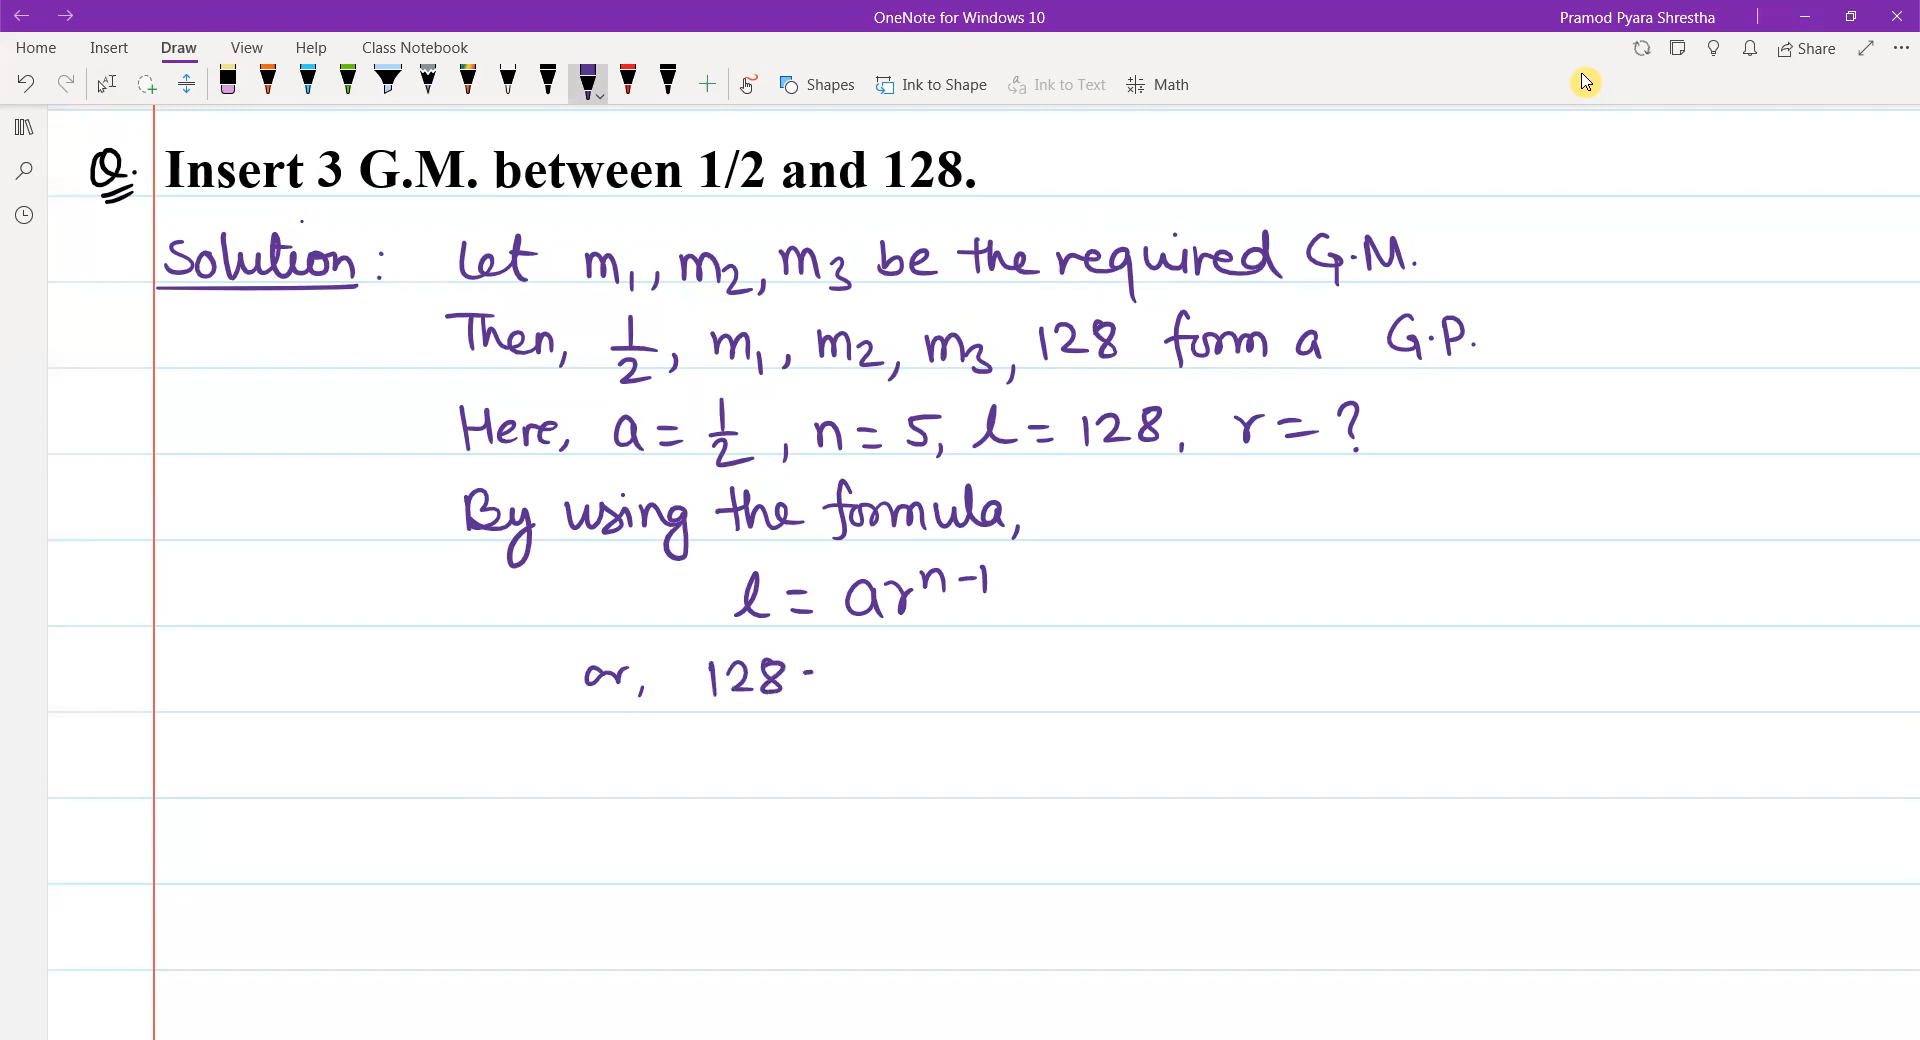 OneNote for Windows 10
Pramod Pyara Shrestha
Home Insert Draw View Help Class Notebook
Share
Shapes Ink to Shape Ink to Text Math
Q. Insert 3 G.M. between 1/2 and 128.
Solution: Let m₁, m₂, m₃ be the required G.M.
Then, 1/2, m₁, m₂, m₃, 128 form a G.P.
Here, a = 1/2, n = 5, l = 128, r = ?
By using the formula,
l = arⁿ⁻¹
or, 128 -